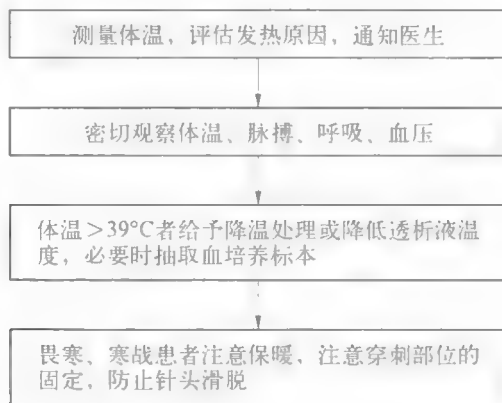 测量体温，评估发热原因，通知医生
密切观察体温、脉搏、呼吸、血压
体温＞39°C者给予降温处理或降低透析液温
度，必要时抽取血培养标本
畏寒、寒战患者注意保暖，注意穿刺部位的
固定，防止针头滑脱